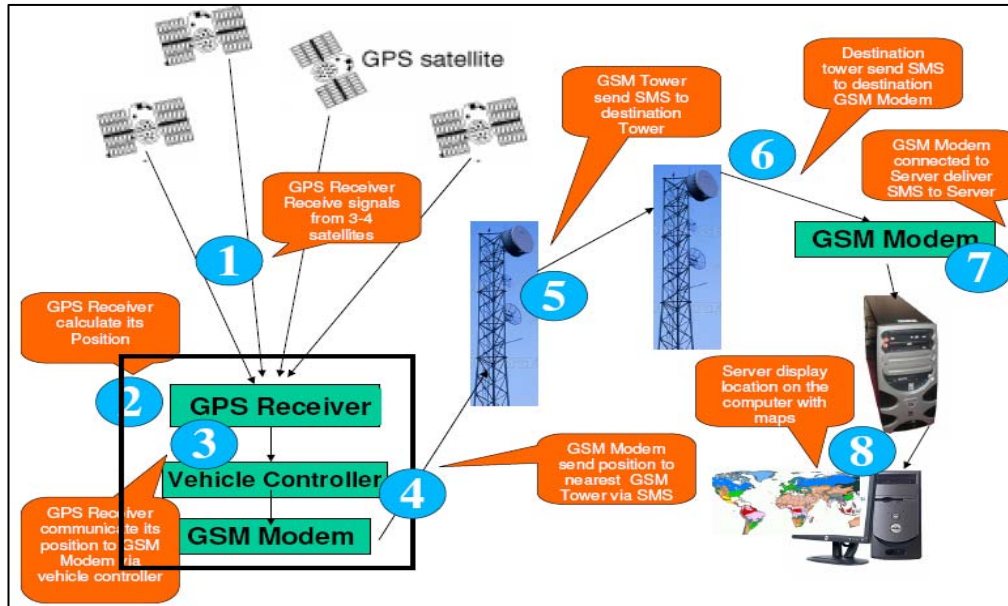 GPS satellite
GPS Receiver
Receive signals
from 3-4
satellites
1
GPS Receiver
calculate its
Position
2
GPS Receiver
3
Vehicle Controller
GSM Modem
GPS Receiver
communicate its
position to GSM
Modem via
vehicle controller
4
GSM Modem
send position to
nearest GSM
Tower via SMS
GSM Tower
send SMS to
destination
Tower
5
6
Destination
tower send SMS
to destination
GSM Modem
GSM Modem
connected to
Server deliver
SMS to Server
GSM Modem
7
Server display
location on the
computer with
maps
8